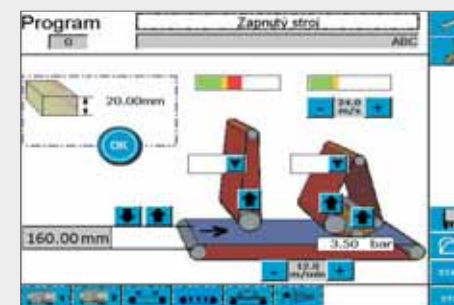 Program
Zapnutý stroj
0
ABC
20.00mm
24.0
m/s
OK
160.00 mm
3.50 bar
12.0
m/min